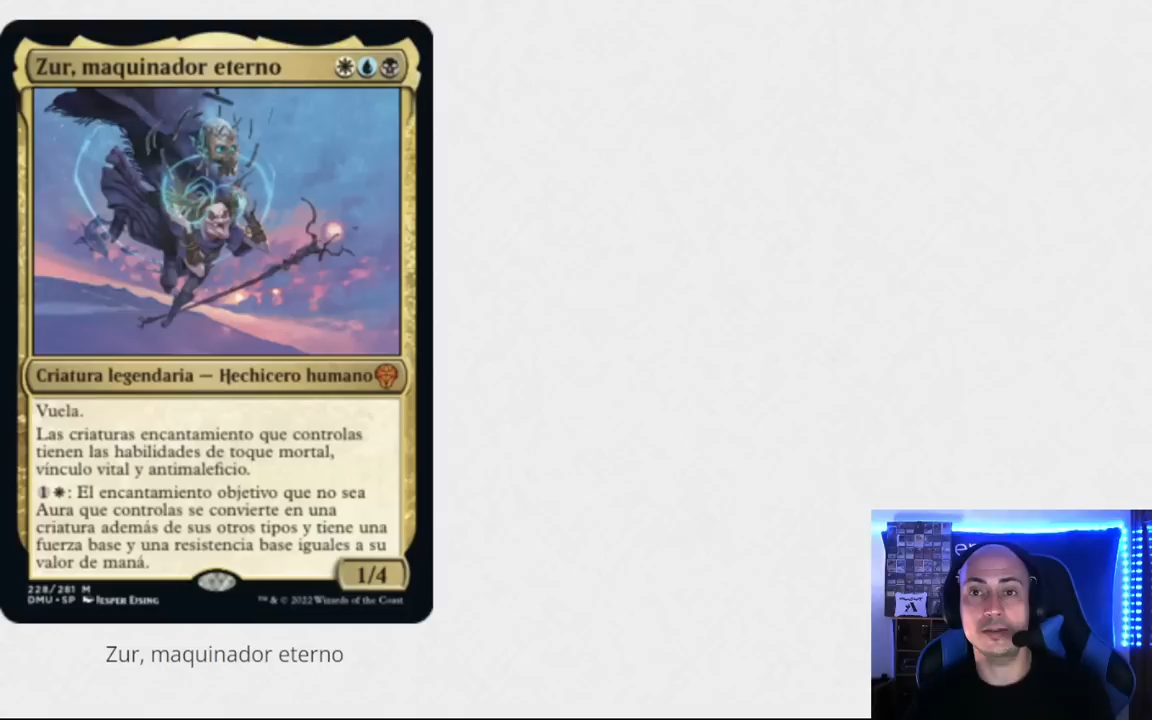 Zur, maquinador eterno
Criatura legendaria — Hechicero humano
Vuela.
Las criaturas encantamiento que controlas
tienen las habilidades de toque mortal,
vínculo vital y antimaleficio.
1: El encantamiento objetivo que no sea
Aura que controlas se convierte en una
criatura además de sus otros tipos y tiene una
fuerza base y una resistencia base iguales a su
valor de maná.
1/4
228/281 M
DMU • SP Jesper Ejsing
™ & © 2022 Wizards of the Coast
Zur, maquinador eterno